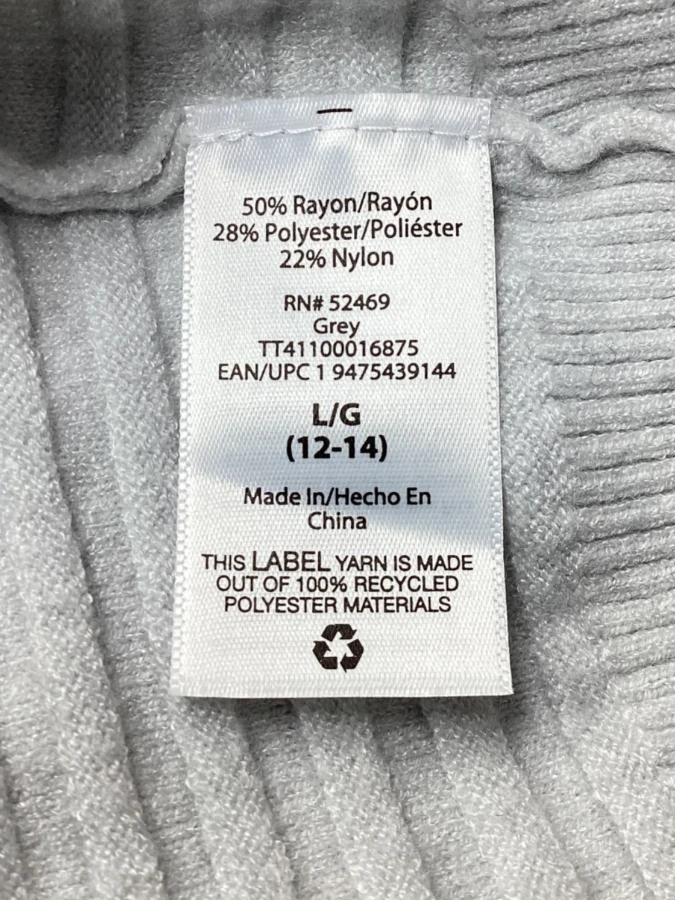 50% Rayon/Rayón
28% Polyester/Poliéster
22% Nylon
RN# 52469
Grey
TT41100016875
EAN/UPC 1 9475439144
L/G
(12-14)
Made In/Hecho En
China
THIS LABEL YARN IS MADE
OUT OF 100% RECYCLED
POLYESTER MATERIALS